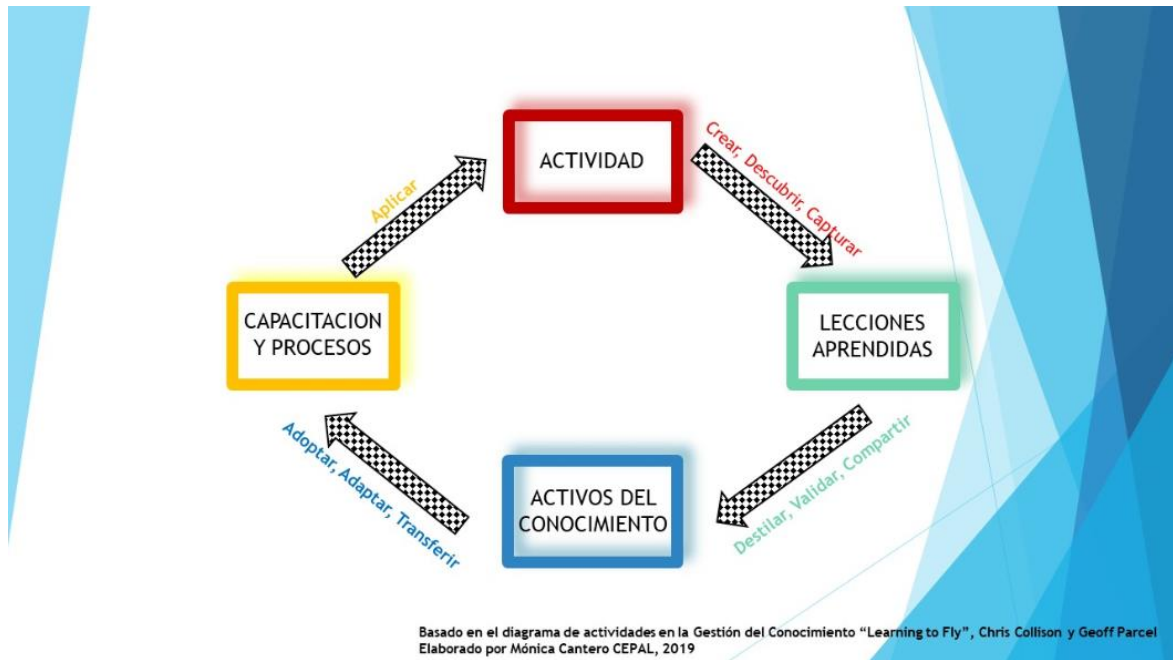 ACTIVIDAD
Crear, Descubrir, Capturar
LECCIONES
APRENDIDAS
Destilar, Validar, Compartir
ACTIVOS DEL
CONOCIMIENTO
Adoptar, Adaptar, Transferir
CAPACITACION
Y PROCESOS
Aplicar
Basado en el diagrama de actividades en la Gestión del Conocimiento “Learning to Fly”, Chris Collison y Geoff Parcel
Elaborado por Mónica Cantero CEPAL, 2019